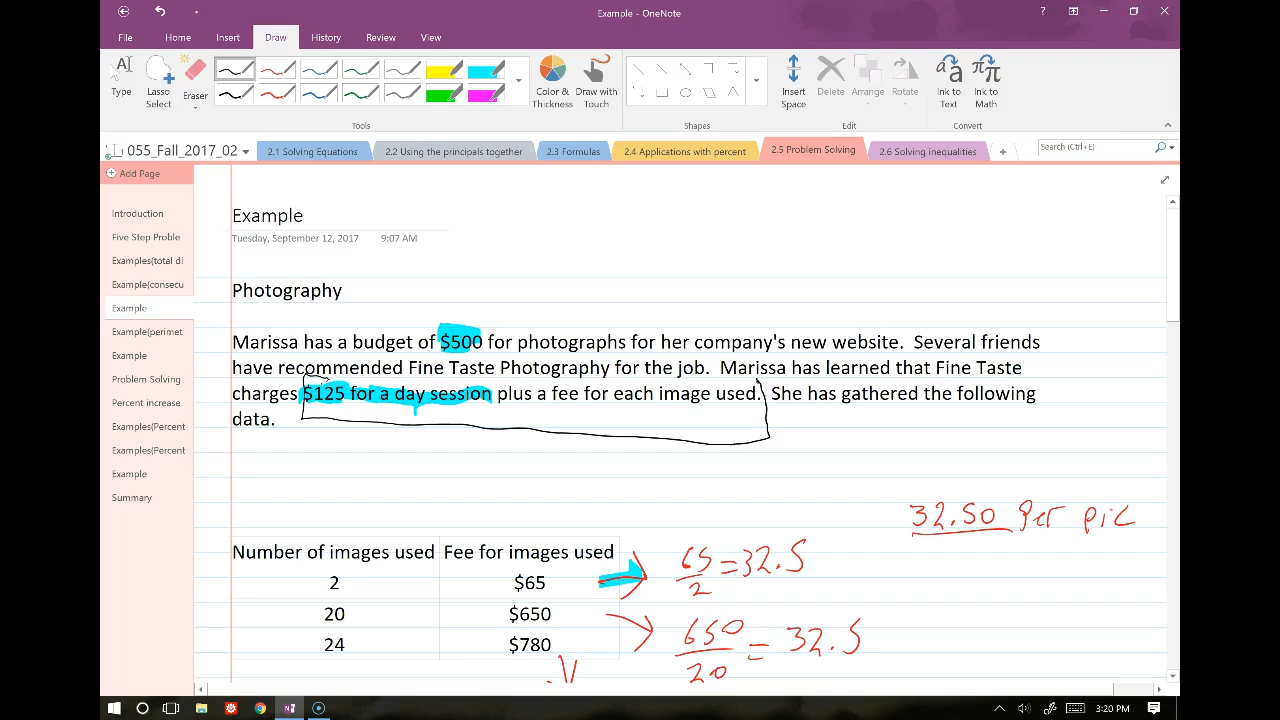 Example - OneNote
?
File Home Insert Draw History Review View
Type
Lasso Select
Eraser
Color & Thickness
Draw with Touch
Insert Space
Delete
Arrange
Rotate
Ink to Text
Ink to Math
Tools Shapes Edit Convert
055_Fall_2017_02 2.1 Solving Equations 2.2 Using the principals together 2.3 Formulas 2.4 Applications with percent 2.5 Problem Solving 2.6 Solving inequalities + Search (Ctrl+E)
Add Page
Introduction
Five Step Proble
Examples(total di
Example(consecu
Example
Example(perimet
Example
Problem Solving
Percent increase
Examples(Percent
Examples(Percent
Example
Summary
Example
Tuesday, September 12, 2017 9:07 AM
Photography
Marissa has a budget of $500 for photographs for her company's new website. Several friends
have recommended Fine Taste Photography for the job. Marissa has learned that Fine Taste
charges $125 for a day session plus a fee for each image used. She has gathered the following
data.
32.50 Per pic
Number of images used Fee for images used
2 $65
65/2 = 32.5
20 $650
650/20 = 32.5
24 $780
3:20 PM